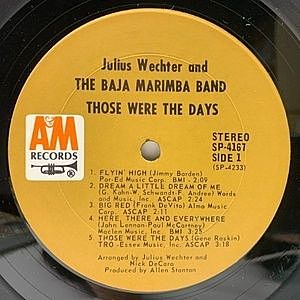 Julius Wechter and
THE BAJA MARIMBA BAND
THOSE WERE THE DAYS
A&M
RECORDS
STEREO
SP-4167
SIDE 1
(SP-4233)
1. FLYIN' HIGH (Jimmy Borden)
Por-Ed Music Corp. BMI - 2:09
2. DREAM A LITTLE DREAM OF ME
(G. Kahn-W. Schwandt-F. Andree) Words
and Music, Inc. ASCAP 2:24
3. BIG RED (Frank DeVito) Almo Music
Corp. ASCAP 2:11
4. HERE, THERE AND EVERYWHERE
(John Lennon-Paul McCartney)
Maclen Music, Inc. BMI 3:25
5. THOSE WERE THE DAYS (Gene Raskin)
TRO-Essex Music, Inc. ASCAP 3:18
Arranged by Julius Wechter and
Nick DeCaro
Produced by Allen Stanton